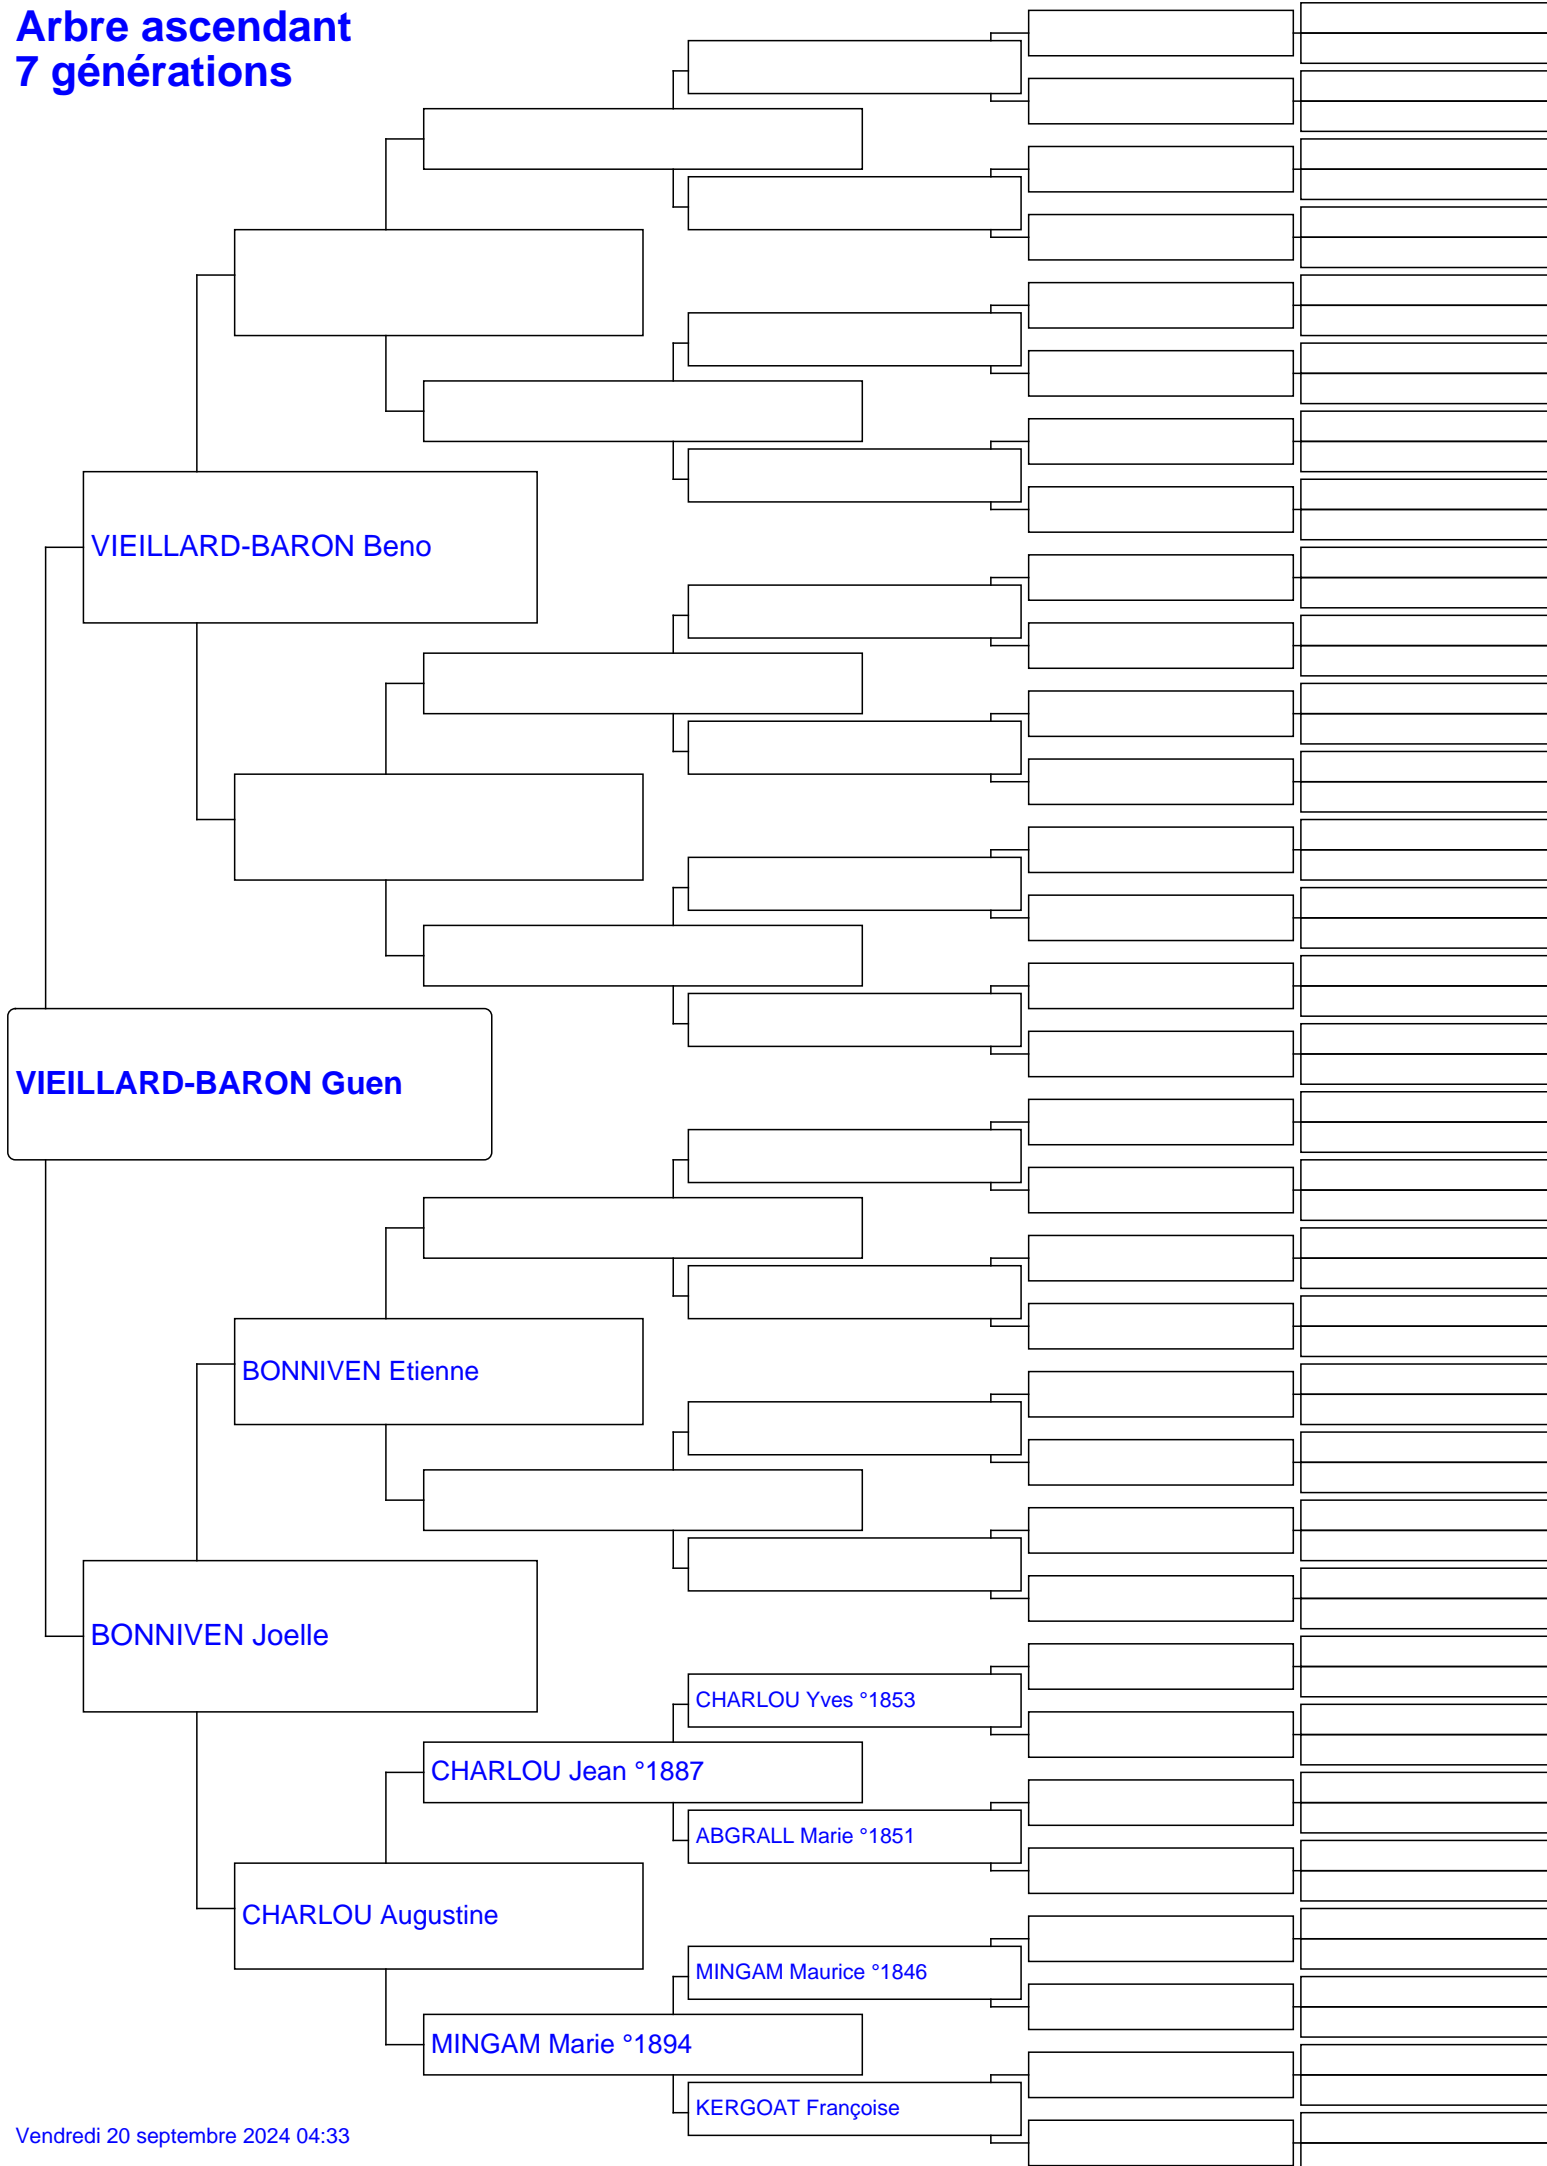 Arbre ascendant
7 générations
VIEILLARD-BARON Beno
VIEILLARD-BARON Guen
BONNIVEN Etienne
BONNIVEN Joelle
CHARLOU Yves °1853
CHARLOU Jean °1887
ABGRALL Marie °1851
CHARLOU Augustine
MINGAM Maurice °1846
MINGAM Marie °1894
KERGOAT Françoise
Vendredi 20 septembre 2024 04:33